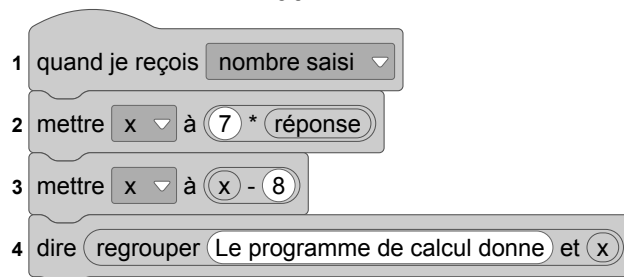 1 quand je reçois nombre saisi
2 mettre x à 7 * réponse
3 mettre x à x - 8
4 dire regrouper Le programme de calcul donne et x